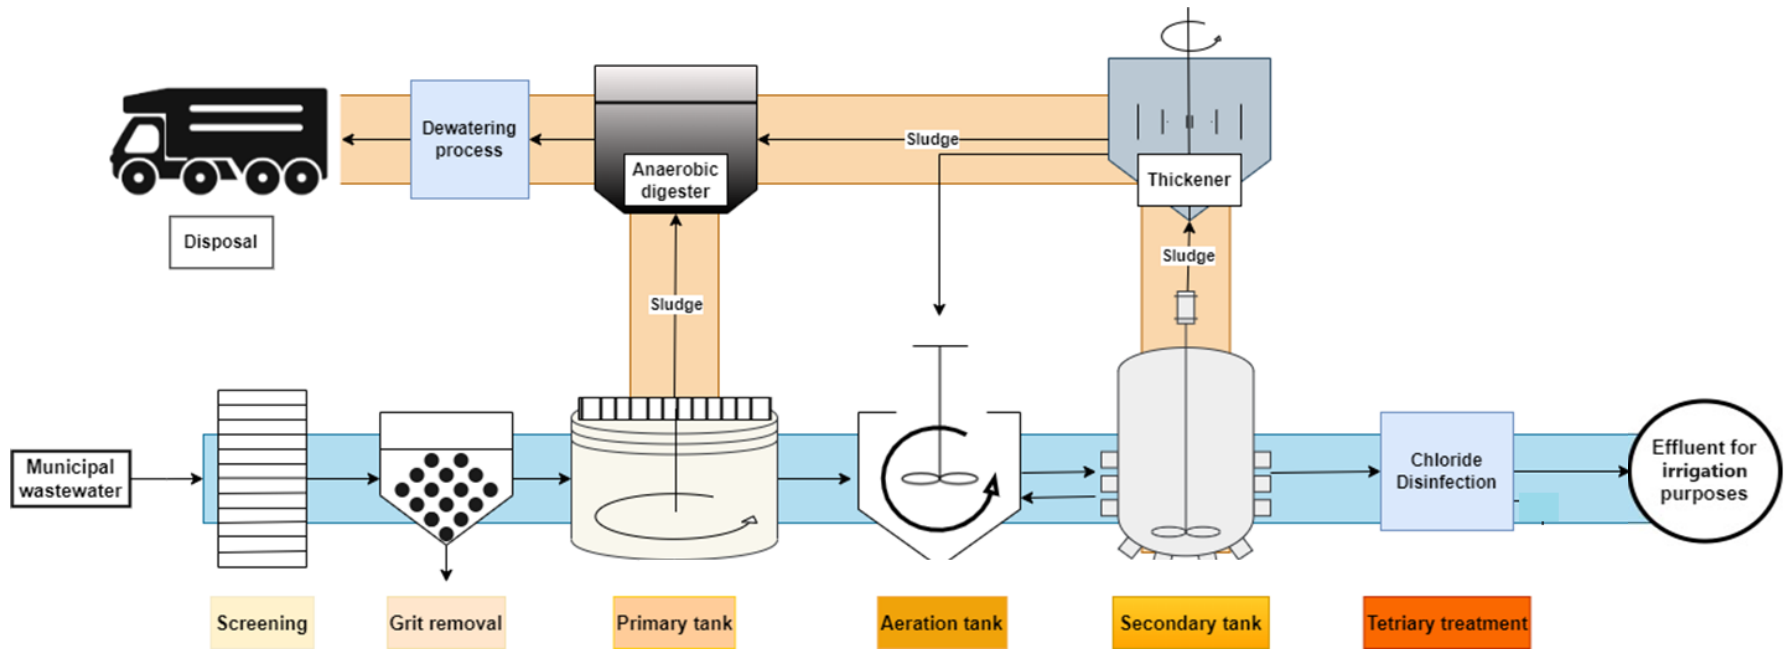 Dewatering
process
Anaerobic
digester
Sludge
Thickener
Disposal
Sludge
Sludge
Municipal
wastewater
Chloride
Disinfection
Effluent for
irrigation
purposes
Screening
Grit removal
Primary tank
Aeration tank
Secondary tank
Tetriary treatment